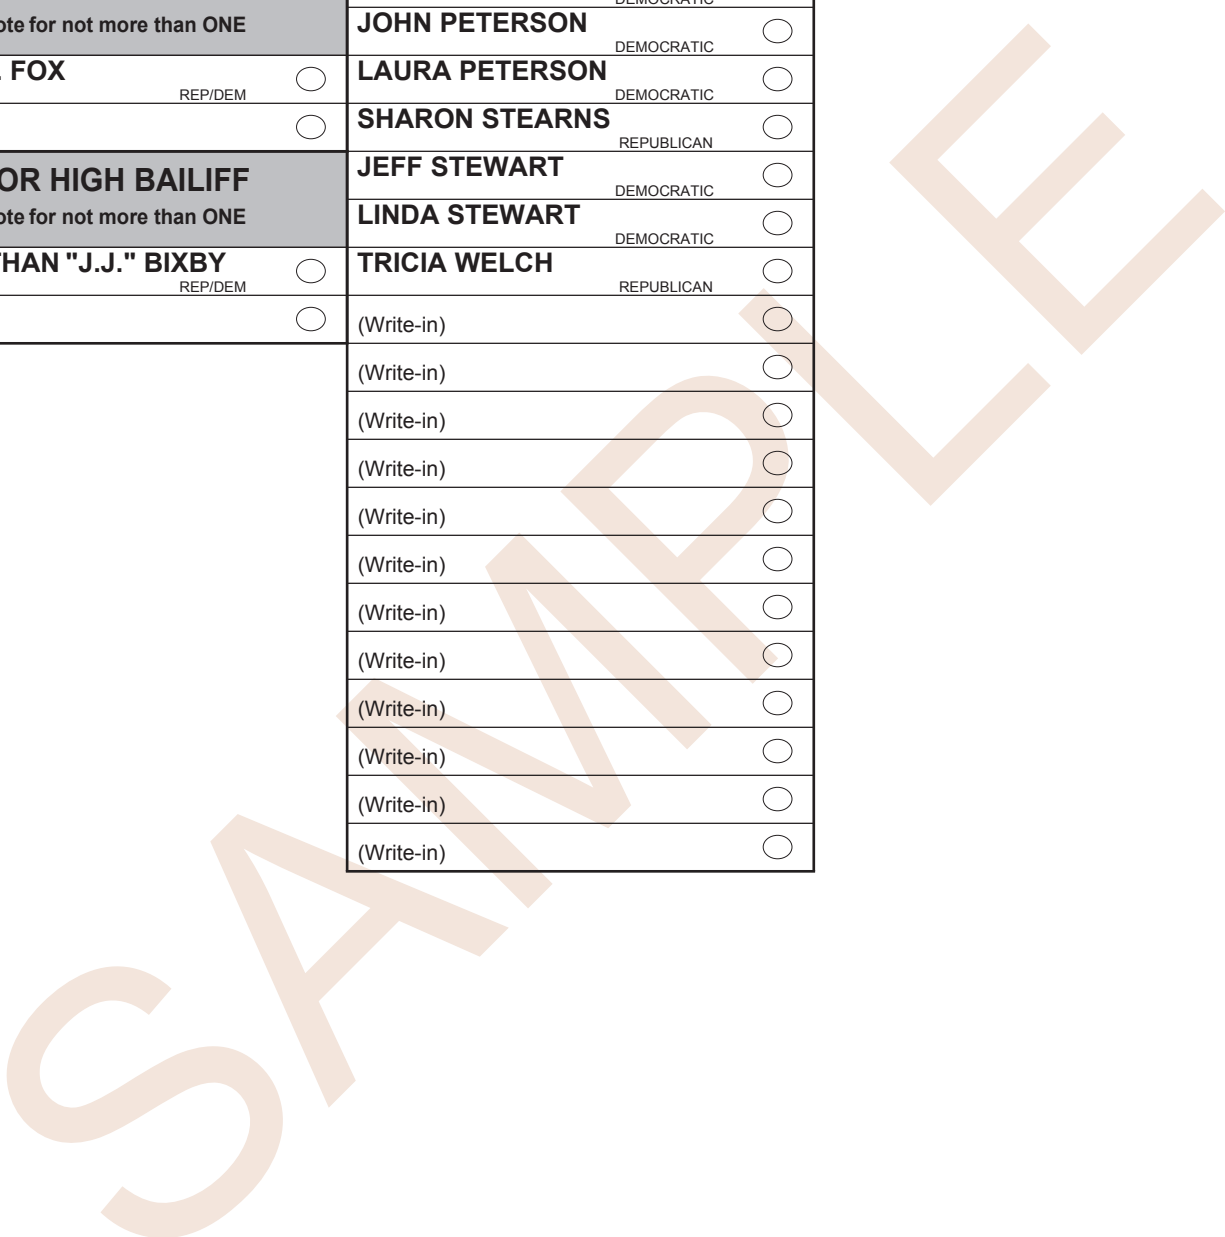 ote for not more than ONE
FOX
REP/DEM
OR HIGH BAILIFF
ote for not more than ONE
THAN "J.J." BIXBY
REP/DEM
DEMOCRATIC
JOHN PETERSON
DEMOCRATIC
LAURA PETERSON
DEMOCRATIC
SHARON STEARNS
REPUBLICAN
JEFF STEWART
DEMOCRATIC
LINDA STEWART
DEMOCRATIC
TRICIA WELCH
REPUBLICAN
(Write-in)
(Write-in)
(Write-in)
(Write-in)
(Write-in)
(Write-in)
(Write-in)
(Write-in)
(Write-in)
(Write-in)
(Write-in)
(Write-in)
SAMPLE